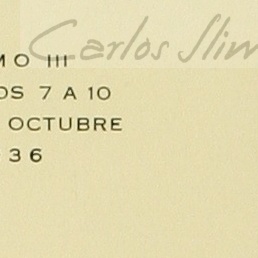 Carlos Slim
MO III
OS 7 A 10
OCTUBRE
36